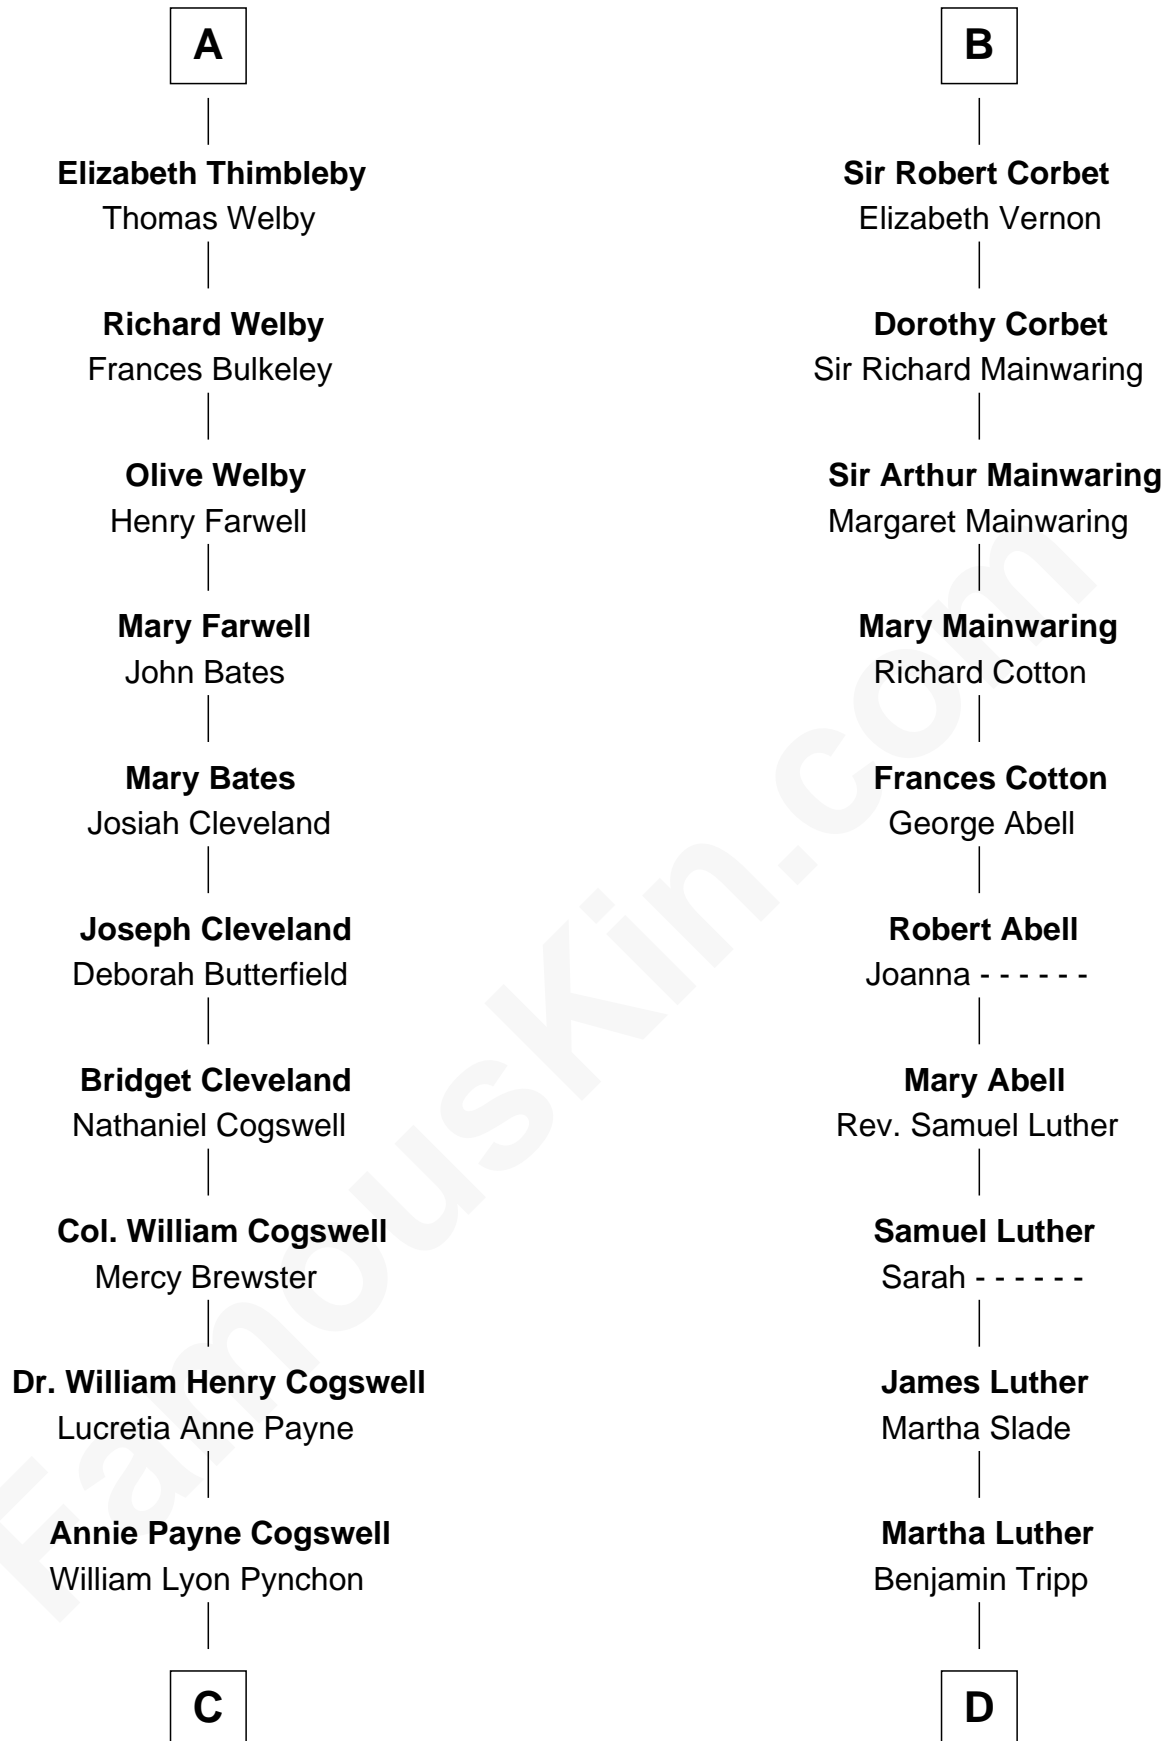 A
Elizabeth Thimbleby
Thomas Welby
Richard Welby
Frances Bulkeley
Olive Welby
Henry Farwell
Mary Farwell
John Bates
Mary Bates
Josiah Cleveland
Joseph Cleveland
Deborah Butterfield
Bridget Cleveland
Nathaniel Cogswell
Col. William Cogswell
Mercy Brewster
Dr. William Henry Cogswell
Lucretia Anne Payne
Annie Payne Cogswell
William Lyon Pynchon
C
B
Sir Robert Corbet
Elizabeth Vernon
Dorothy Corbet
Sir Richard Mainwaring
Sir Arthur Mainwaring
Margaret Mainwaring
Mary Mainwaring
Richard Cotton
Frances Cotton
George Abell
Robert Abell
Joanna - - - - - -
Mary Abell
Rev. Samuel Luther
Samuel Luther
Sarah - - - - - -
James Luther
Martha Slade
Martha Luther
Benjamin Tripp
D
FamousKin.com